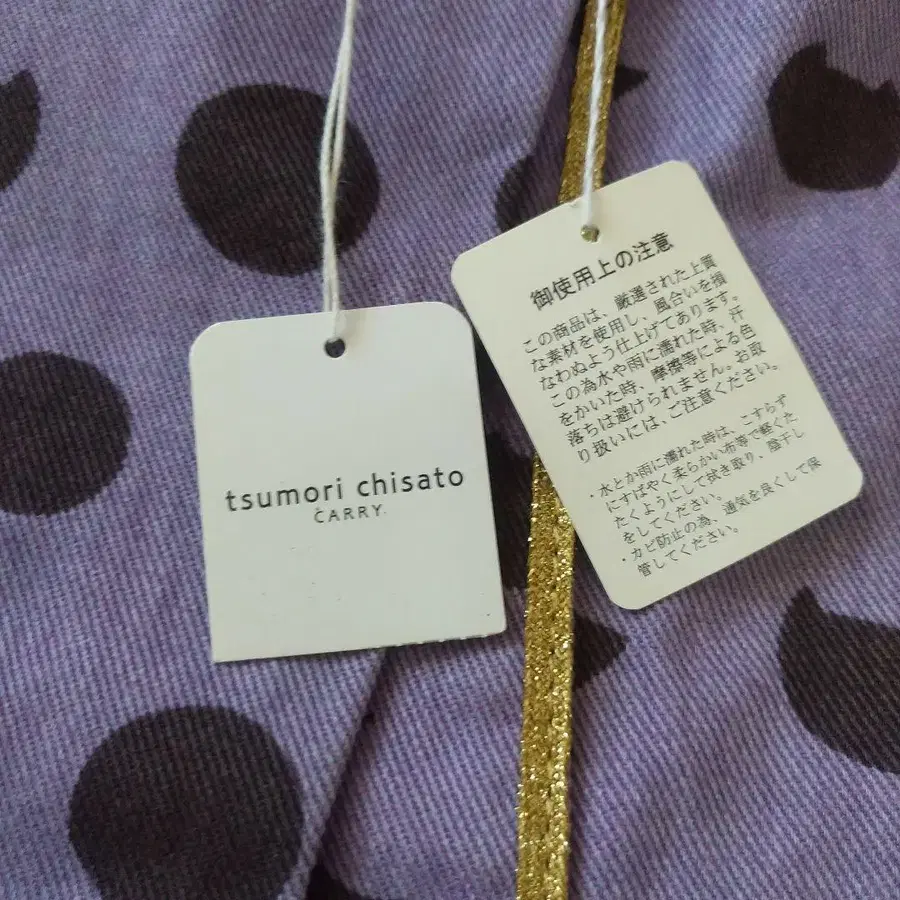 tsumori chisato
CARRY
御使用上の注意
この商品は、厳選された上質
な素材を使用し、風合いを損
なわぬよう仕上げてあります。
この為水や雨に濡れた時、汗
をかいた時、摩擦等による色
落ちは避けられません。お取
り扱いには、ご注意ください。
・水とか雨に濡れた時は、こすらず
にすばやく柔らかい布等で軽くた
たくようにして拭き取り、陰干し
をしてください。
・カビ防止の為、通気を良くして保
管してください。